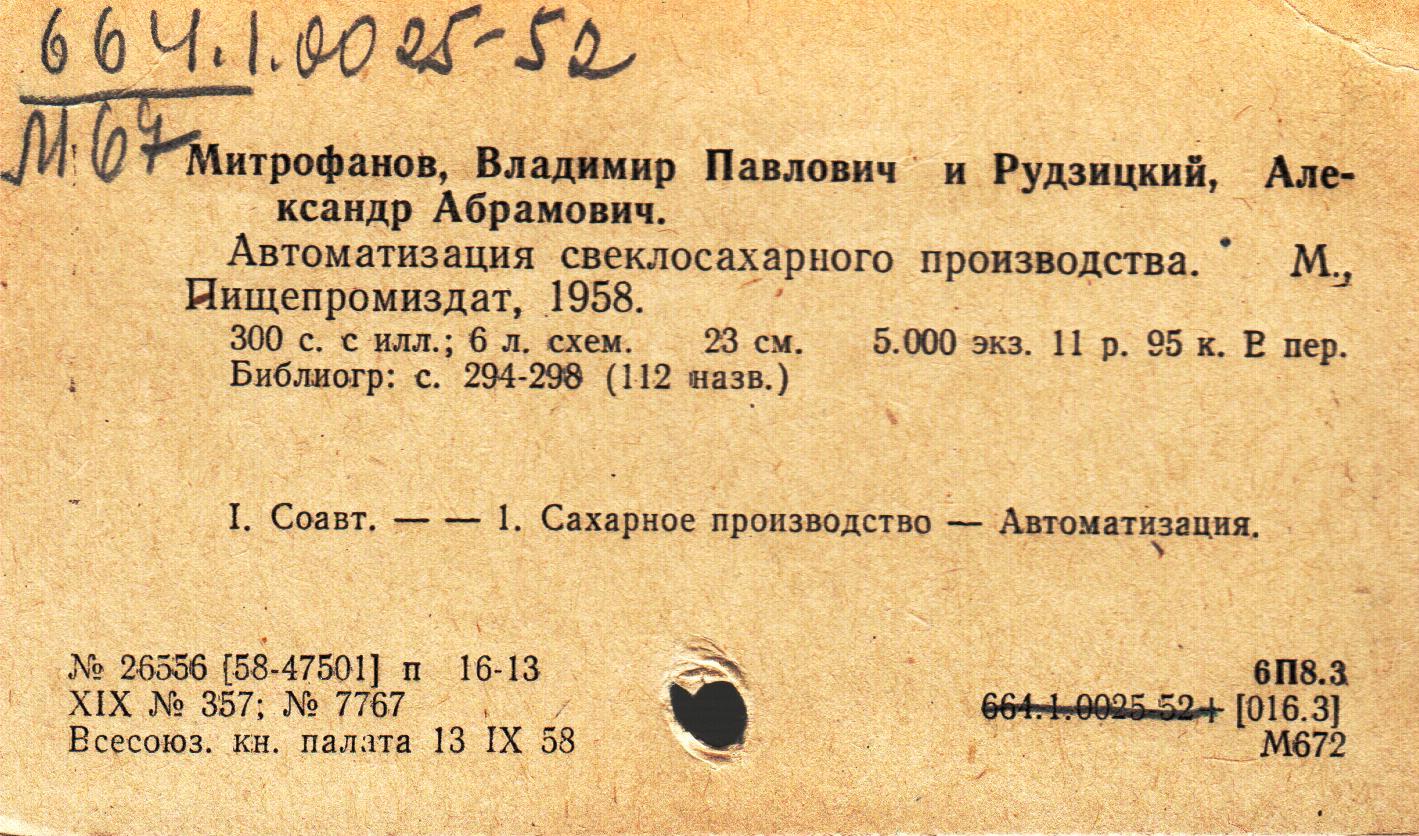 664.1.0025-52
М67
Митрофанов, Владимир Павлович и Рудзицкий, Але-
ксандр Абрамович.
Автоматизация свеклосахарного производства. М.,
Пищепромиздат, 1958.
300 с. с илл.; 6 л. схем. 23 см. 5.000 экз. 11 р. 95 к. В пер.
Библиогр: с. 294-298 (112 назв.)
I. Соавт. — — 1. Сахарное производство — Автоматизация.
№ 26556 [58-47501] п 16-13
6П8.3
XIX № 357; № 7767
664.1.0025-52+ [016.3]
Всесоюз. кн. палата 13 IX 58
М672